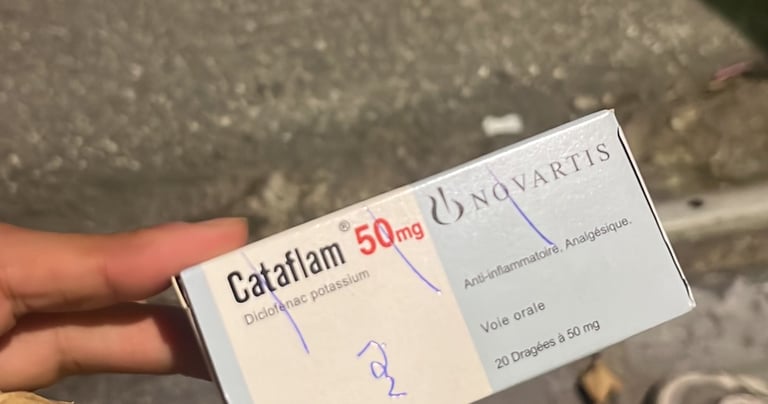 Cataflam® 50mg
Diclofenac potassium
NOVARTIS
Anti-inflammatoire, Analgésique.
Voie orale
20 Dragées à 50 mg